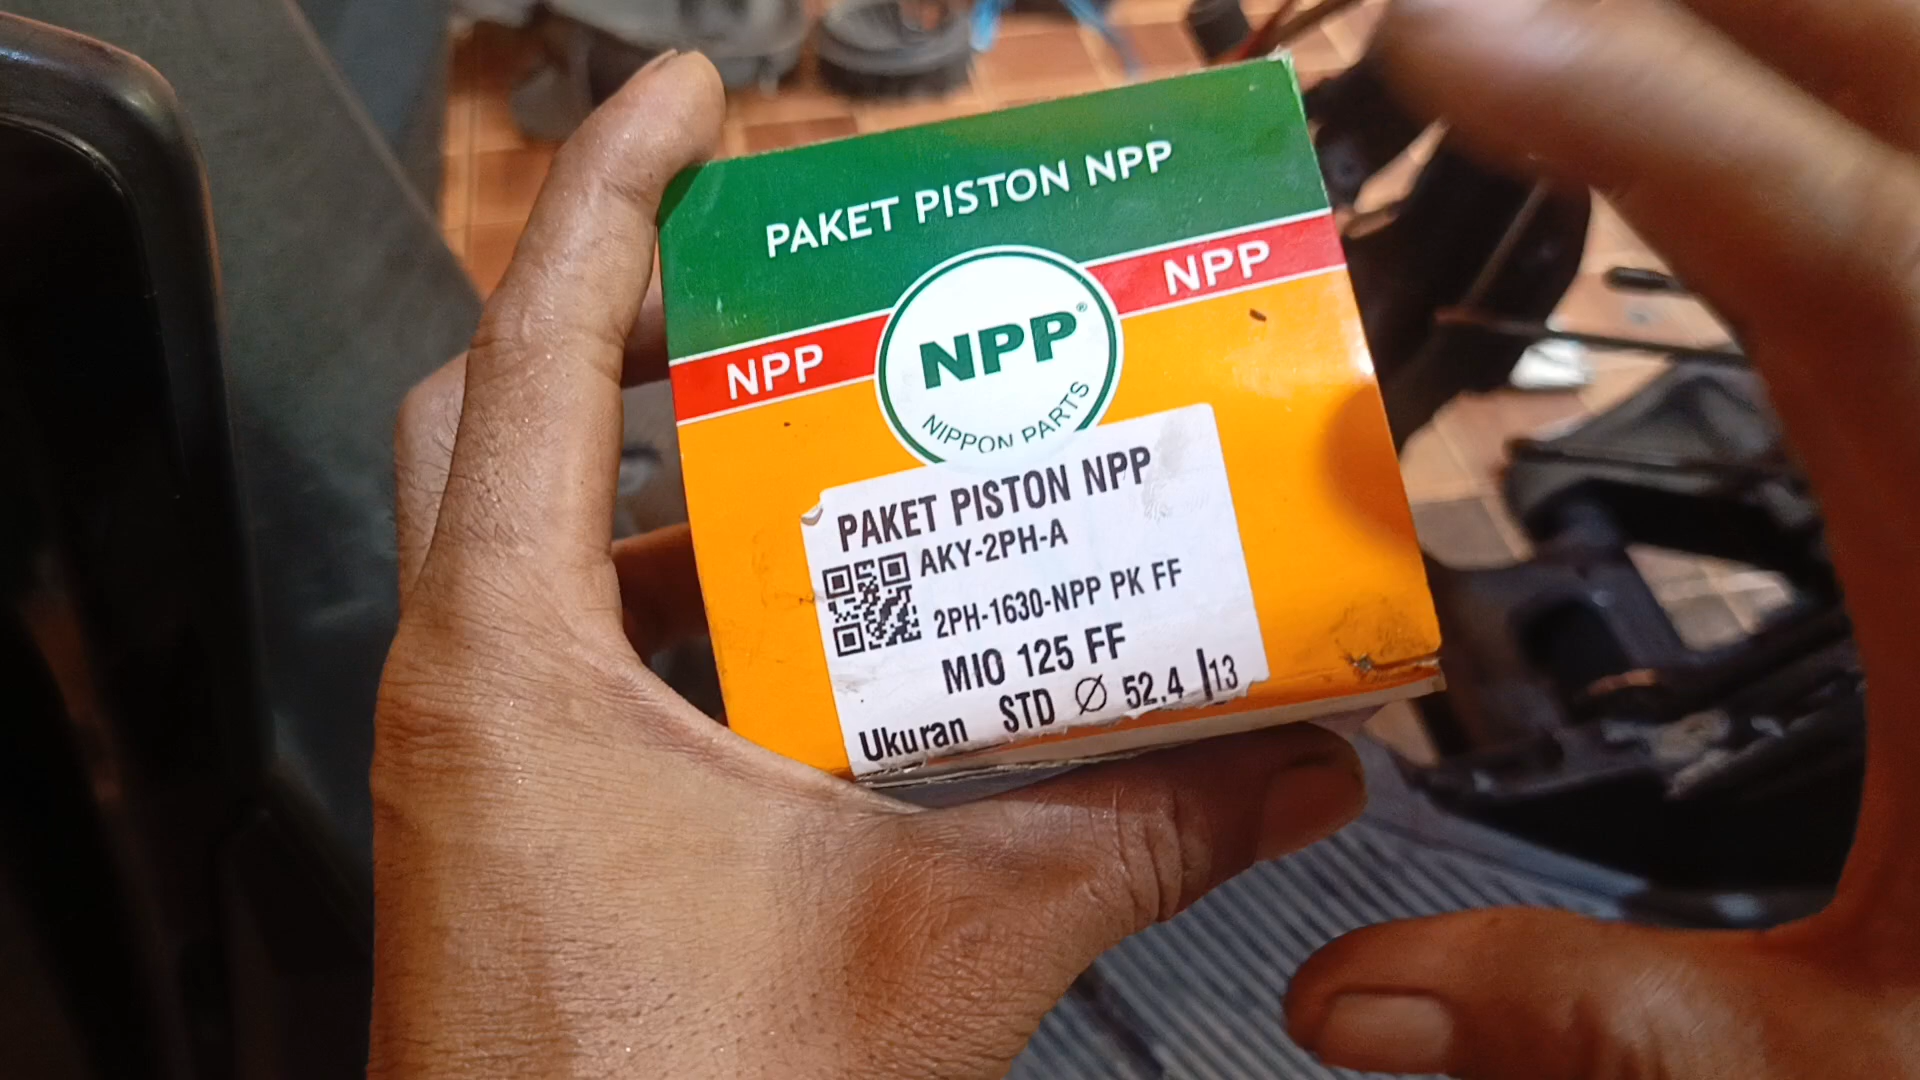 PAKET PISTON NPP
NPP
NPP
NPP®
NIPPON PARTS
PAKET PISTON NPP
AKY-2PH-A
2PH-1630-NPP PK FF
MIO 125 FF
Ukuran STD Ø 52.4 |13